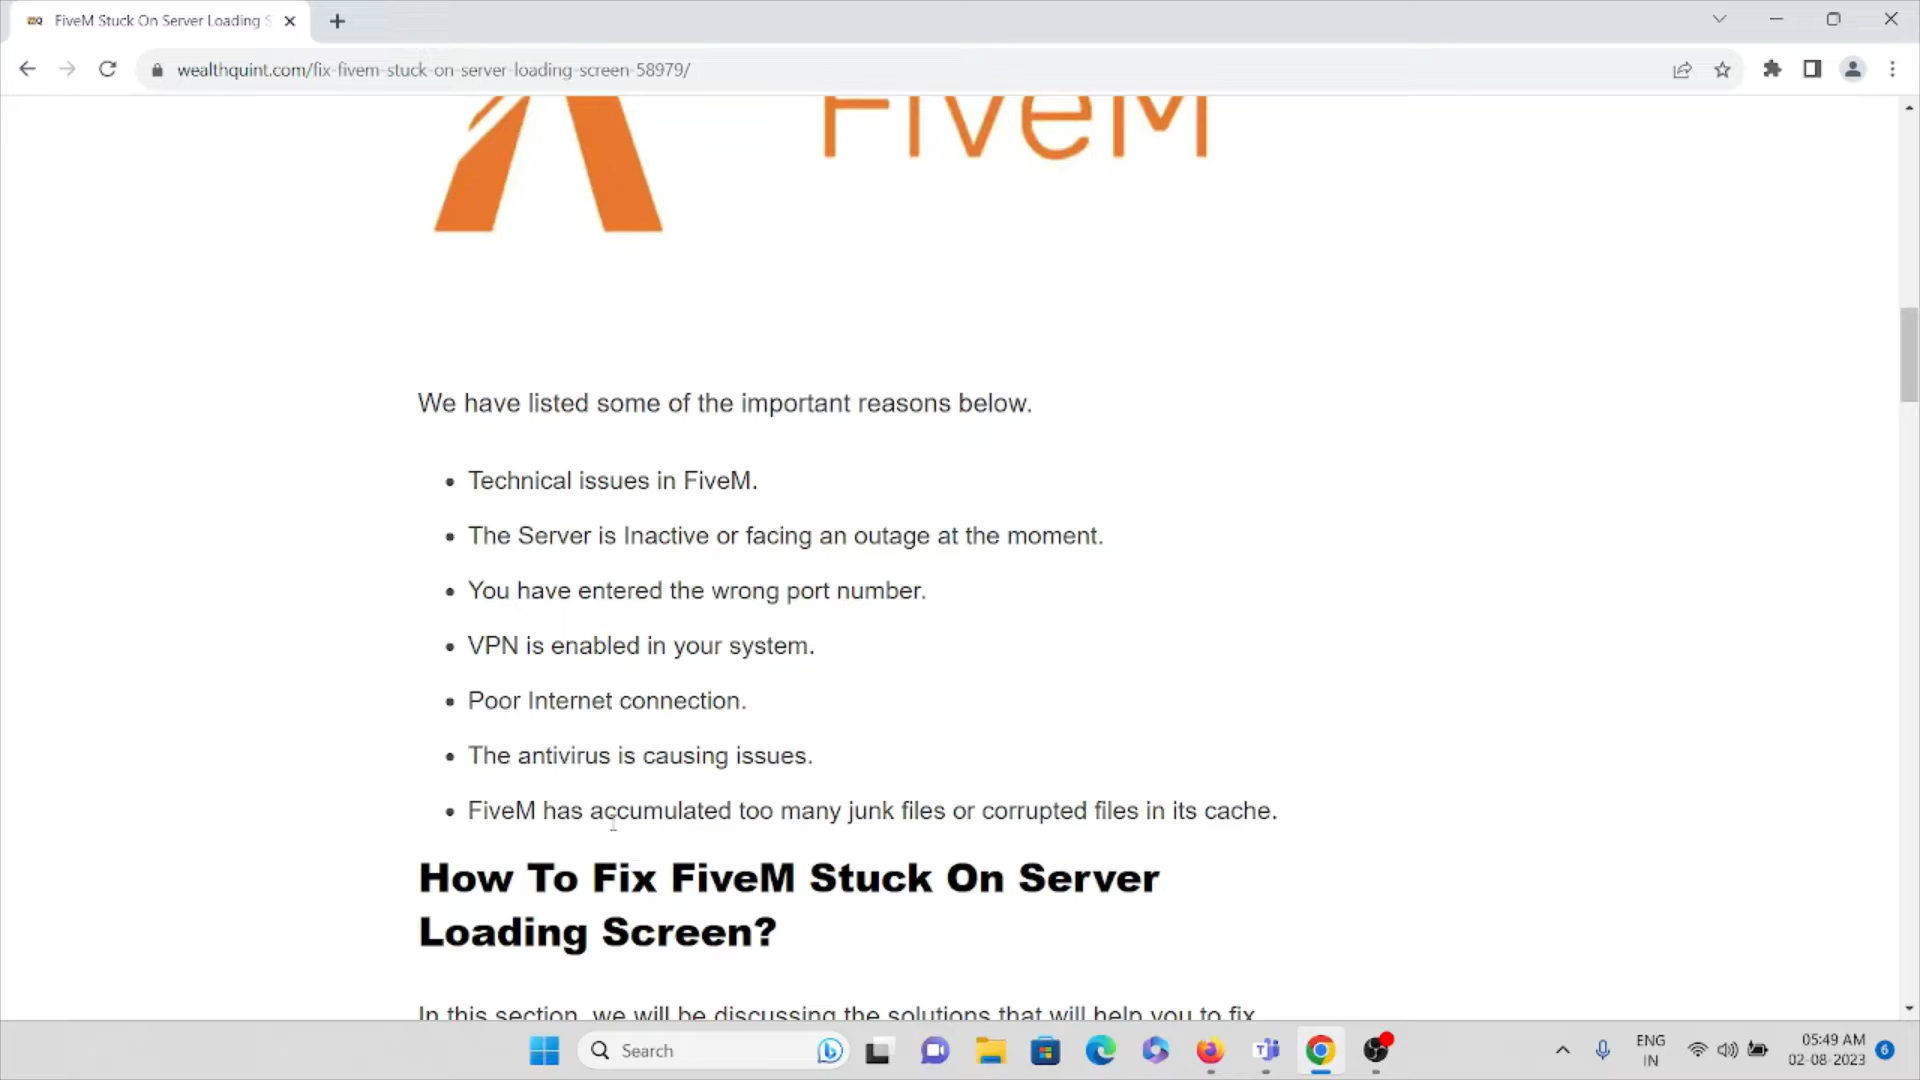 FiveM Stuck On Server Loading S
wealthquint.com/fix-fivem-stuck-on-server-loading-screen-58979/
FiveM
We have listed some of the important reasons below.
• Technical issues in FiveM.
• The Server is Inactive or facing an outage at the moment.
• You have entered the wrong port number.
• VPN is enabled in your system.
• Poor Internet connection.
• The antivirus is causing issues.
• FiveM has accumulated too many junk files or corrupted files in its cache.
How To Fix FiveM Stuck On Server
Loading Screen?
In this section, we will be discussing the solutions that will help you to fix
Search
ENG
IN
05:49 AM
02-08-2023
6